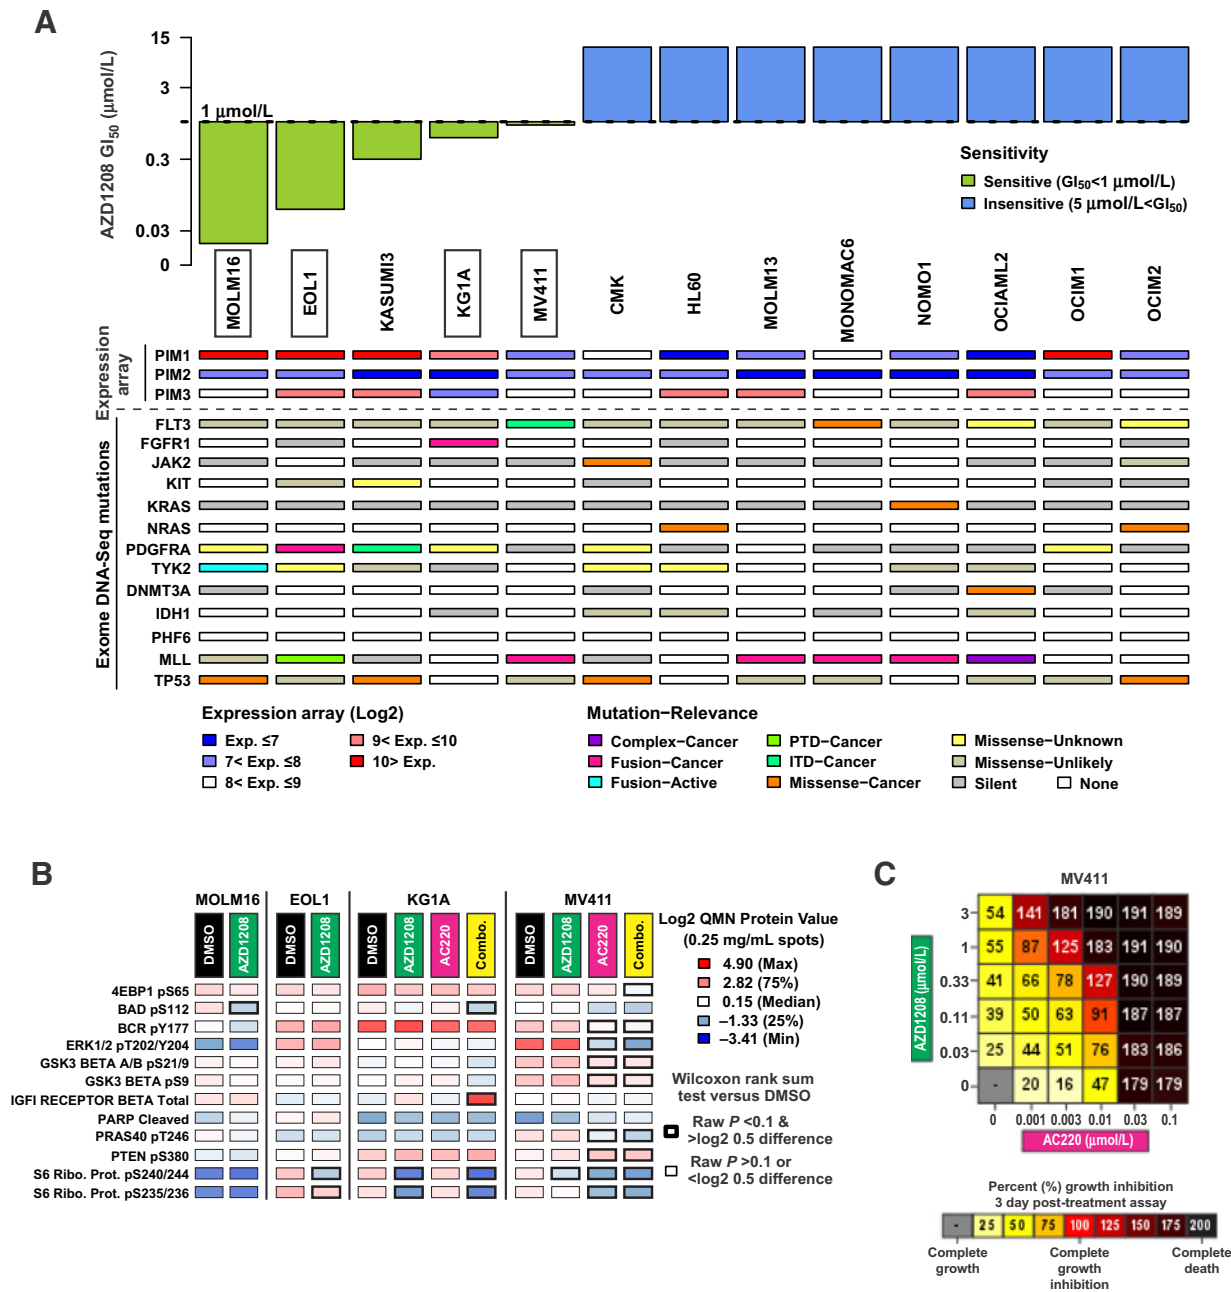 A
AZD1208 GI50 (μmol/L)
15
3
0.3
0.03
0
1 μmol/L
Sensitivity
Sensitive (GI50<1 μmol/L)
Insensitive (5 μmol/L<GI50)
MOLM16
EOL1
KASUMI3
KG1A
MV411
CMK
HL60
MOLM13
MONOMAC6
NOMO1
OCIAML2
OCIM1
OCIM2
Expression
array
PIM1
PIM2
PIM3
Exome DNA-Seq mutations
FLT3
FGFR1
JAK2
KIT
KRAS
NRAS
PDGFRA
TYK2
DNMT3A
IDH1
PHF6
MLL
TP53
Expression array (Log2)
Exp. ≤7
7< Exp. ≤8
8< Exp. ≤9
9< Exp. ≤10
10> Exp.
Mutation−Relevance
Complex−Cancer
Fusion−Cancer
Fusion−Active
PTD−Cancer
ITD−Cancer
Missense−Cancer
Missense−Unknown
Missense−Unlikely
Silent
None
B
MOLM16 EOL1 KG1A MV411
DMSO
AZD1208
DMSO
AZD1208
DMSO
AZD1208
AC220
Combo.
DMSO
AZD1208
AC220
Combo.
4EBP1 pS65
BAD pS112
BCR pY177
ERK1/2 pT202/Y204
GSK3 BETA A/B pS21/9
GSK3 BETA pS9
IGFI RECEPTOR BETA Total
PARP Cleaved
PRAS40 pT246
PTEN pS380
S6 Ribo. Prot. pS240/244
S6 Ribo. Prot. pS235/236
Log2 QMN Protein Value
(0.25 mg/mL spots)
4.90 (Max)
2.82 (75%)
0.15 (Median)
−1.33 (25%)
−3.41 (Min)
Wilcoxon rank sum
test versus DMSO
Raw P <0.1 &
>log2 0.5 difference
Raw P >0.1 or
<log2 0.5 difference
C
MV411
AZD1208 (μmol/L)
3 54 141 181 190 191 189
1 55 87 125 183 191 190
0.33 41 66 78 127 190 189
0.11 39 50 63 91 187 187
0.03 25 44 51 76 183 186
0 - 20 16 47 179 179
0 0.001 0.003 0.01 0.03 0.1
AC220 (μmol/L)
Percent (%) growth inhibition
3 day post-treatment assay
- 25 50 75 100 125 150 175 200
Complete
growth
Complete
growth
inhibition
Complete
death